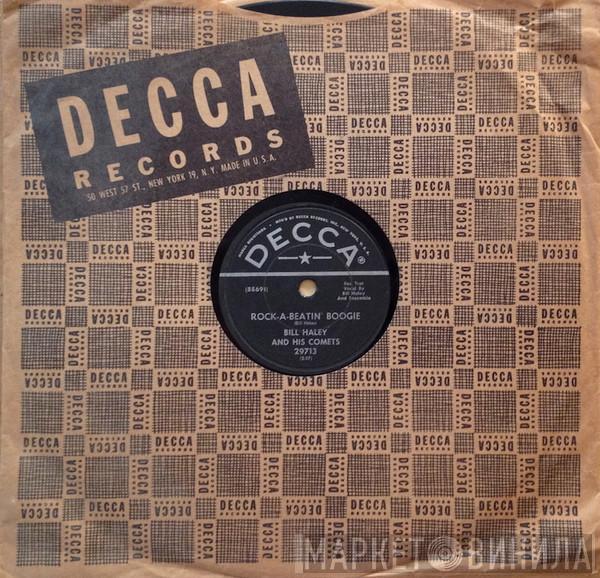 DECCA
RECORDS
50 WEST 57 ST., NEW YORK 19, N.Y. MADE IN U.S.A.
DECCA
(88691)
Fox Trot
Vocal By
Bill Haley
And Ensemble
ROCK-A-BEATIN' BOOGIE
(Bill Haley)
BILL HALEY
AND HIS COMETS
29713
МАРКЕТ ВИНИЛА